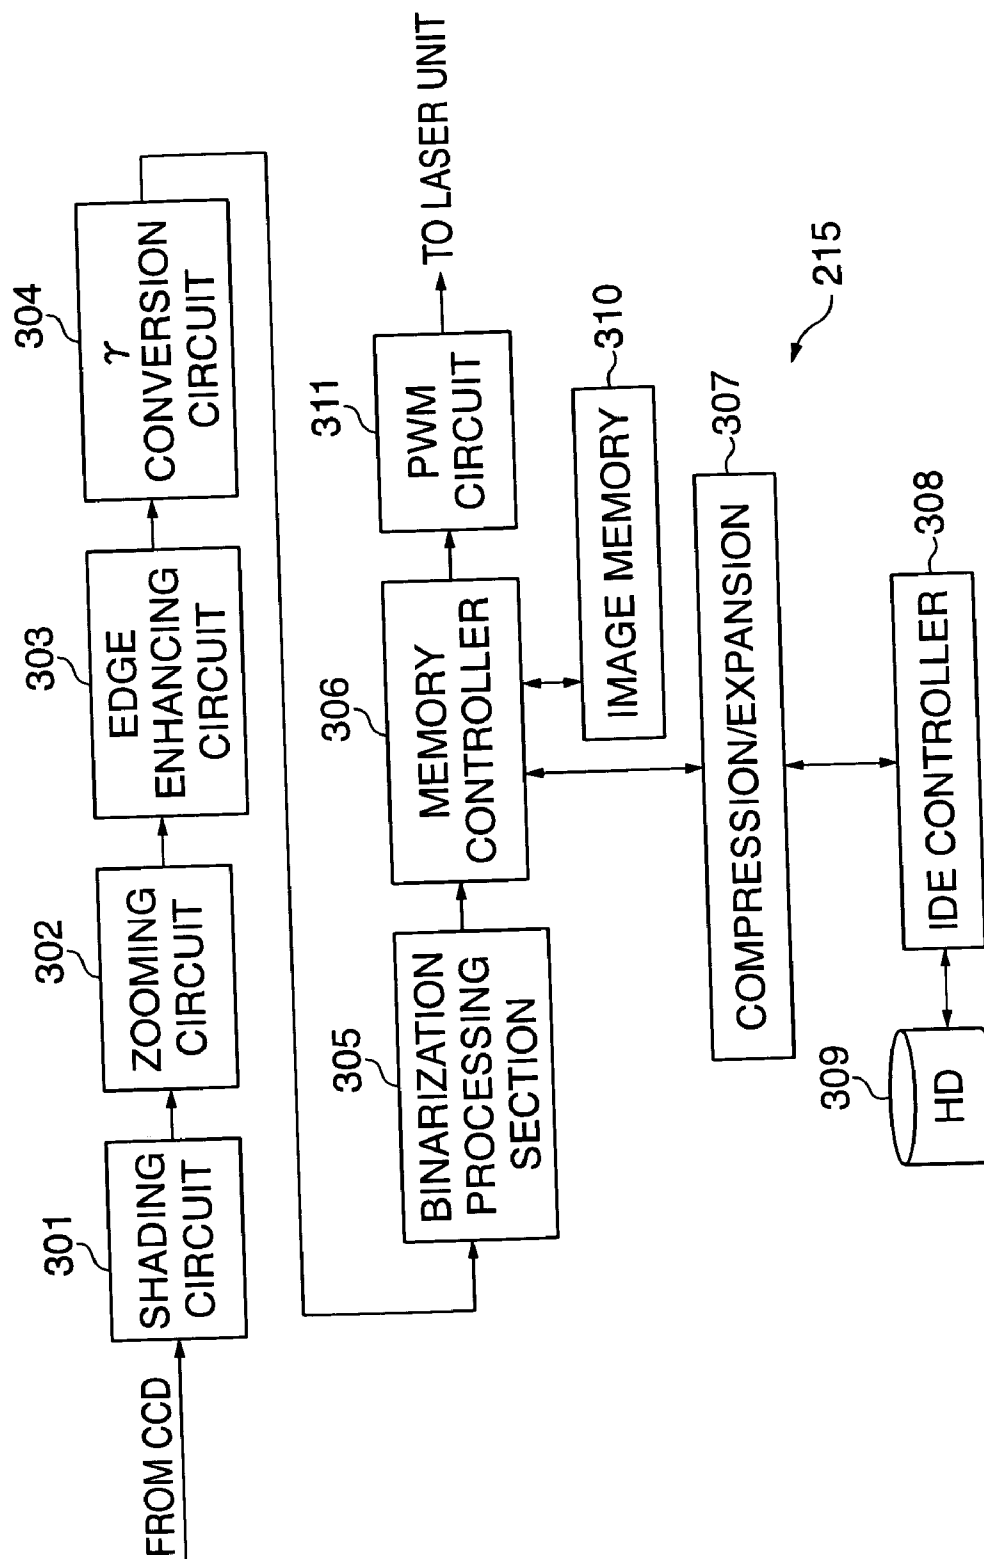 FROM CCD
301
SHADING
CIRCUIT
302
ZOOMING
CIRCUIT
303
EDGE
ENHANCING
CIRCUIT
304
γ
CONVERSION
CIRCUIT
305
BINARIZATION
PROCESSING
SECTION
306
MEMORY
CONTROLLER
311
PWM
CIRCUIT
TO LASER UNIT
IMAGE MEMORY
310
COMPRESSION/EXPANSION
307
215
309
HD
IDE CONTROLLER
308